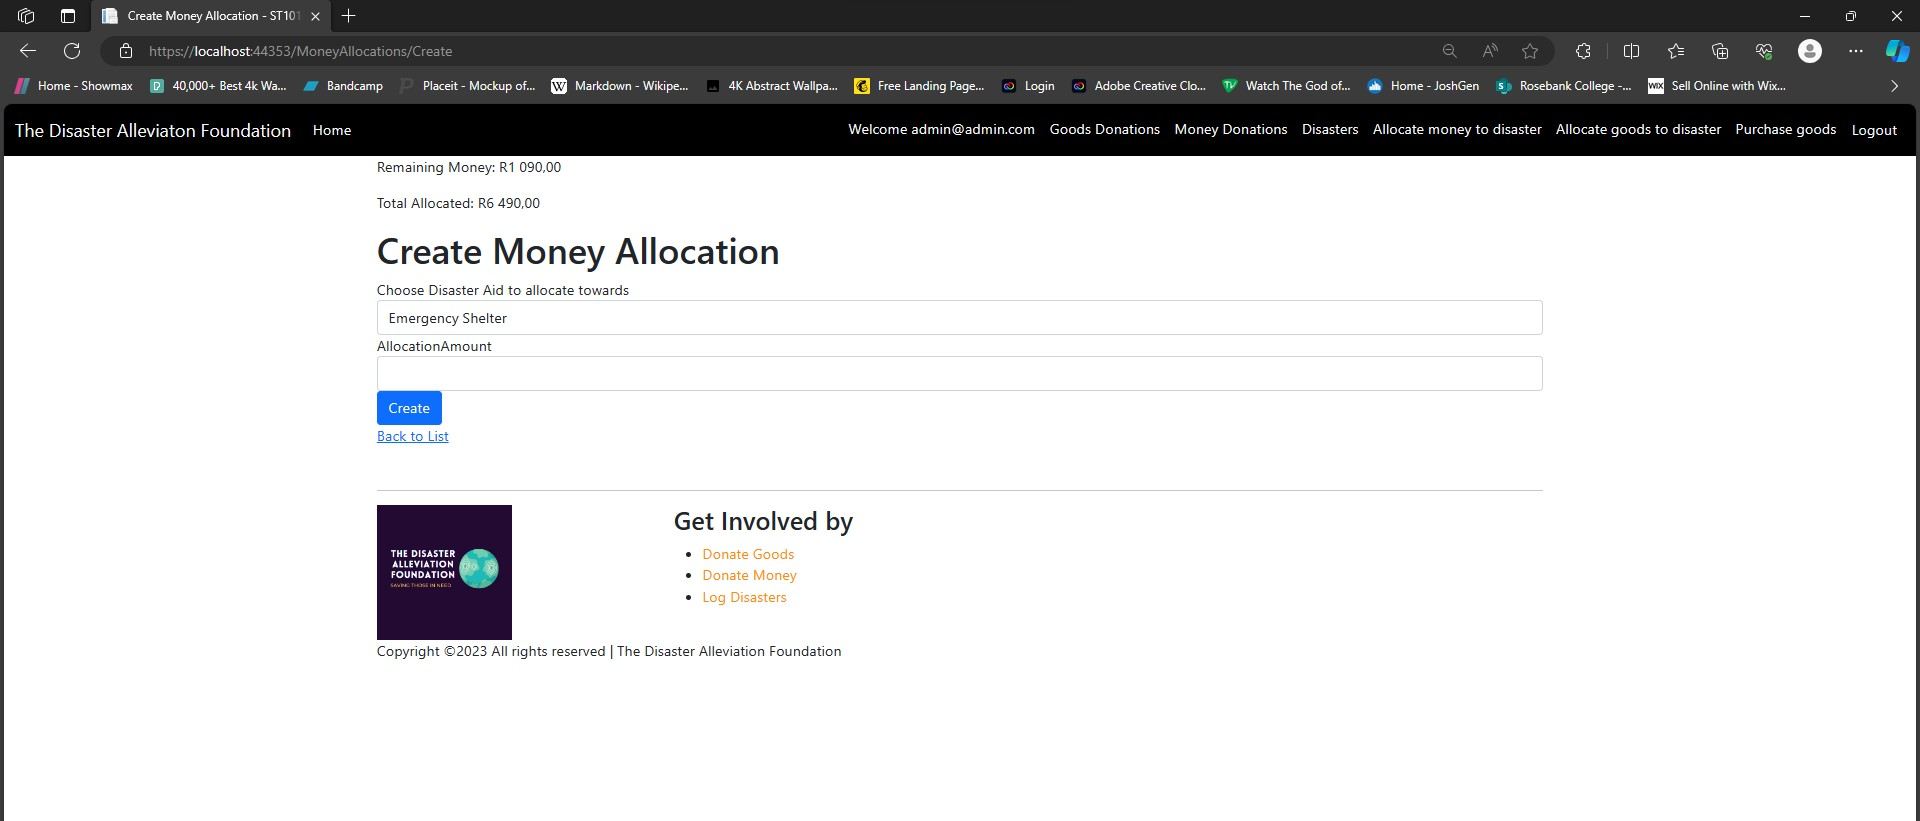 Create Money Allocation - ST101
https://localhost:44353/MoneyAllocations/Create
Home - Showmax
40,000+ Best 4k Wa...
Bandcamp
Placeit - Mockup of...
Markdown - Wikipe...
4K Abstract Wallpa...
Free Landing Page...
Login
Adobe Creative Clo...
Watch The God of...
Home - JoshGen
Rosebank College -...
Sell Online with Wix...
The Disaster Alleviaton Foundation
Home
Welcome admin@admin.com
Goods Donations
Money Donations
Disasters
Allocate money to disaster
Allocate goods to disaster
Purchase goods
Logout
Remaining Money: R1 090,00
Total Allocated: R6 490,00
Create Money Allocation
Choose Disaster Aid to allocate towards
Emergency Shelter
AllocationAmount
Create
Back to List
THE DISASTER
ALLEVIATION
FOUNDATION
SAVING THOSE IN NEED
Get Involved by
Donate Goods
Donate Money
Log Disasters
Copyright ©2023 All rights reserved | The Disaster Alleviation Foundation